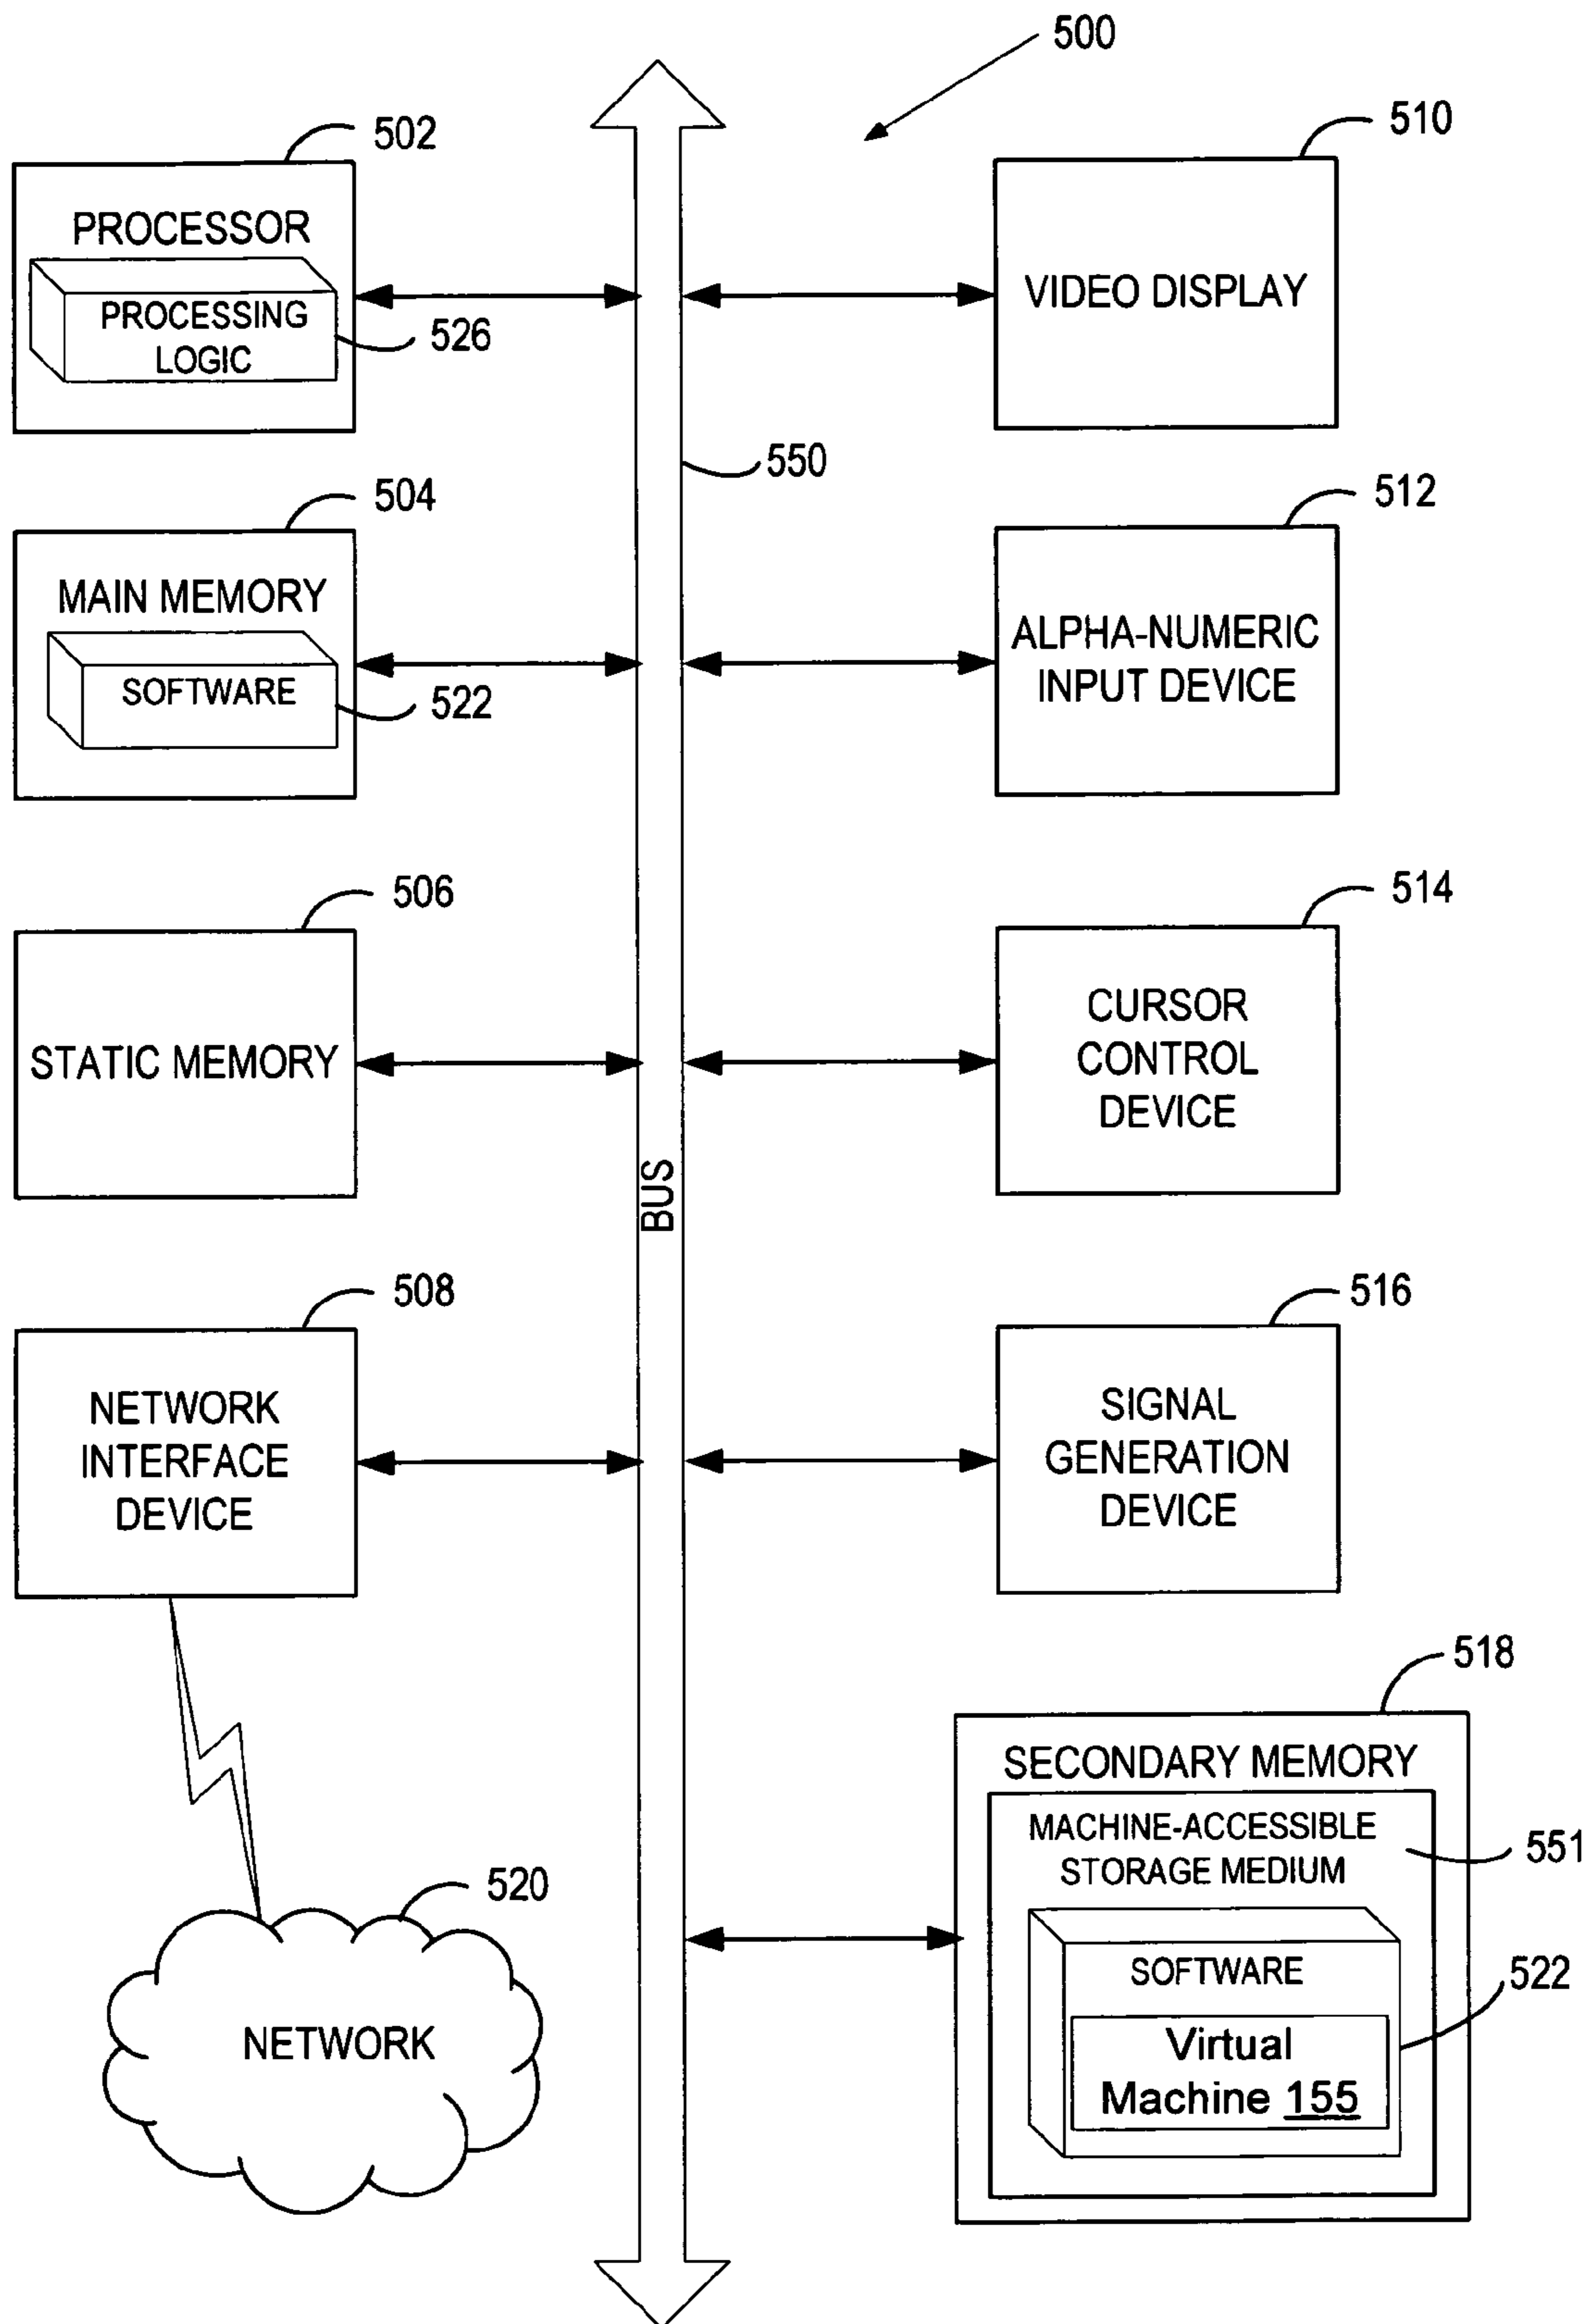 500
502
PROCESSOR
PROCESSING
LOGIC
526
510
VIDEO DISPLAY
550
504
MAIN MEMORY
SOFTWARE
522
512
ALPHA-NUMERIC
INPUT DEVICE
506
STATIC MEMORY
514
CURSOR
CONTROL
DEVICE
BUS
508
NETWORK
INTERFACE
DEVICE
516
SIGNAL
GENERATION
DEVICE
520
NETWORK
518
SECONDARY MEMORY
MACHINE-ACCESSIBLE
STORAGE MEDIUM
551
SOFTWARE
522
Virtual
Machine 155